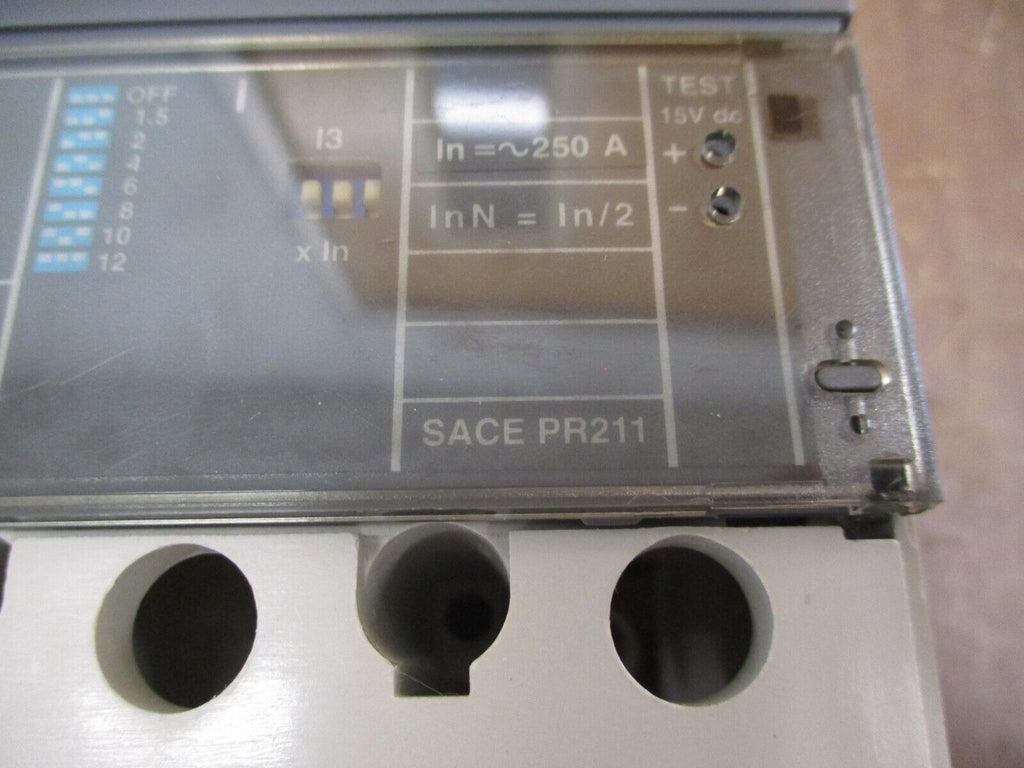 OFF
1.5
2
4
6
8
10
12
I3
x In
In =~250 A
InN = In/2
SACE PR211
TEST
15V dc
+
-